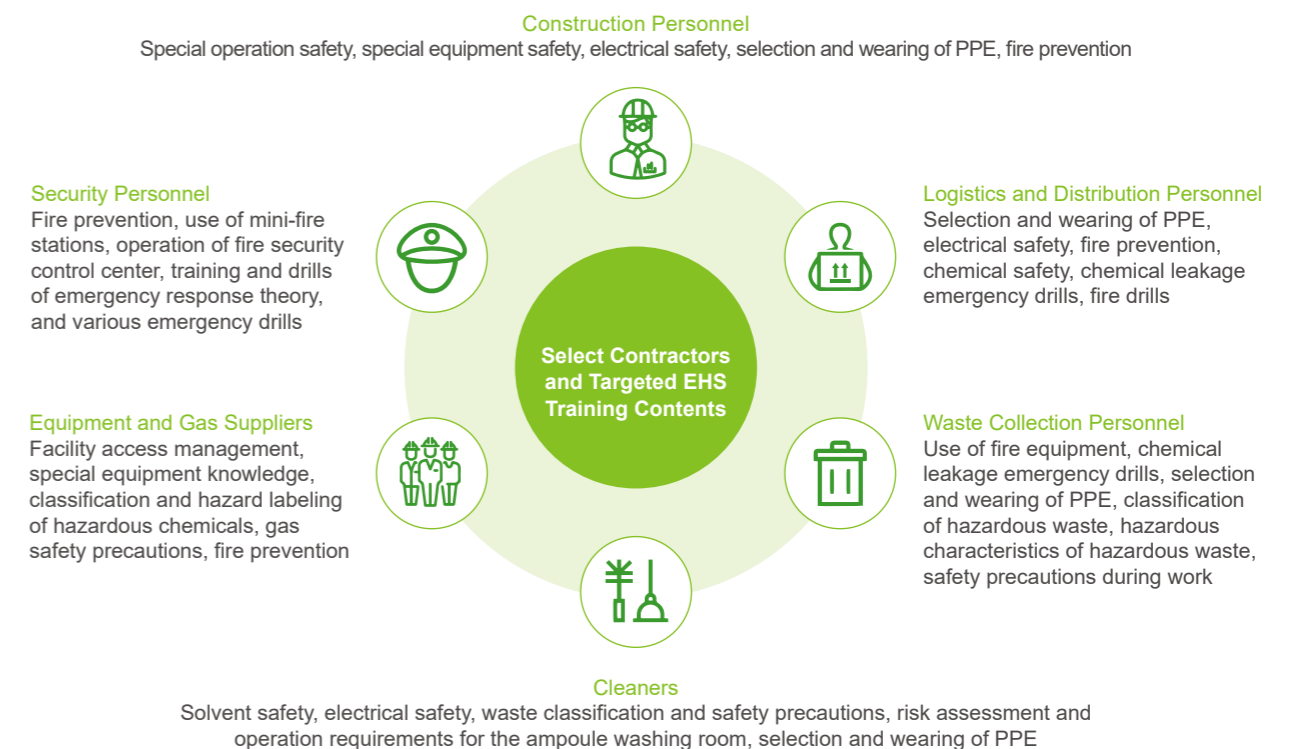 Construction Personnel
Special operation safety, special equipment safety, electrical safety, selection and wearing of PPE, fire prevention
Security Personnel
Fire prevention, use of mini-fire
stations, operation of fire security
control center, training and drills
of emergency response theory,
and various emergency drills
Logistics and Distribution Personnel
Selection and wearing of PPE,
electrical safety, fire prevention,
chemical safety, chemical leakage
emergency drills, fire drills
Select Contractors
and Targeted EHS
Training Contents
Equipment and Gas Suppliers
Facility access management,
special equipment knowledge,
classification and hazard labeling
of hazardous chemicals, gas
safety precautions, fire prevention
Waste Collection Personnel
Use of fire equipment, chemical
leakage emergency drills, selection
and wearing of PPE, classification
of hazardous waste, hazardous
characteristics of hazardous waste,
safety precautions during work
Cleaners
Solvent safety, electrical safety, waste classification and safety precautions, risk assessment and
operation requirements for the ampoule washing room, selection and wearing of PPE